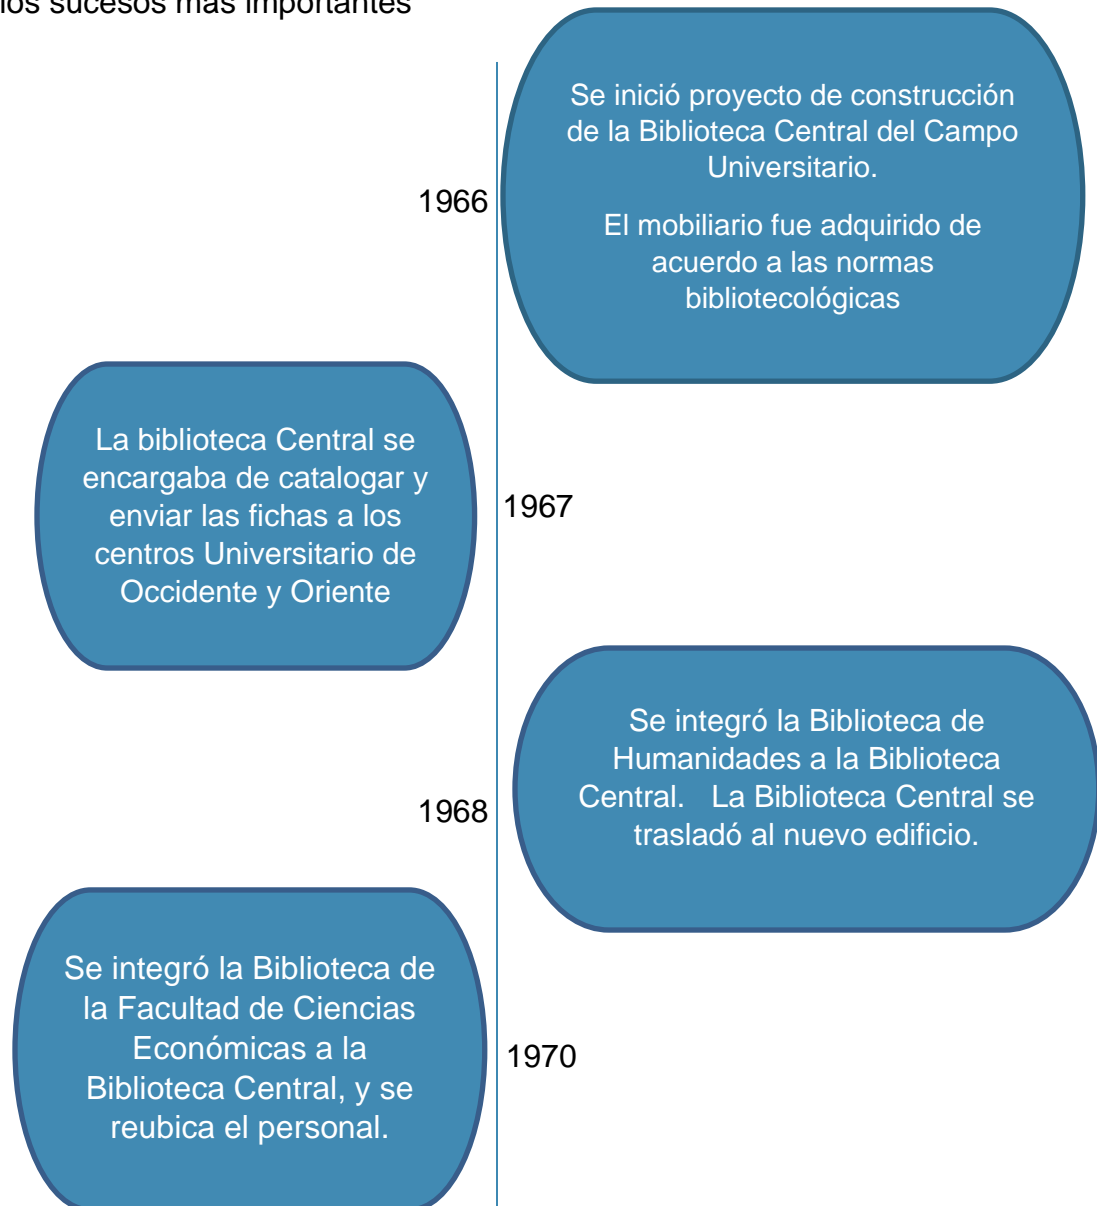 los sucesos más importantes
Se inició proyecto de construcción
de la Biblioteca Central del Campo
Universitario.
1966
El mobiliario fue adquirido de
acuerdo a las normas
bibliotecológicas
La biblioteca Central se
encargaba de catalogar y
enviar las fichas a los
centros Universitario de
Occidente y Oriente
1967
Se integró la Biblioteca de
Humanidades a la Biblioteca
Central.   La Biblioteca Central se
trasladó al nuevo edificio.
1968
Se integró la Biblioteca de
la Facultad de Ciencias
Económicas a la
Biblioteca Central, y se
reubica el personal.
1970